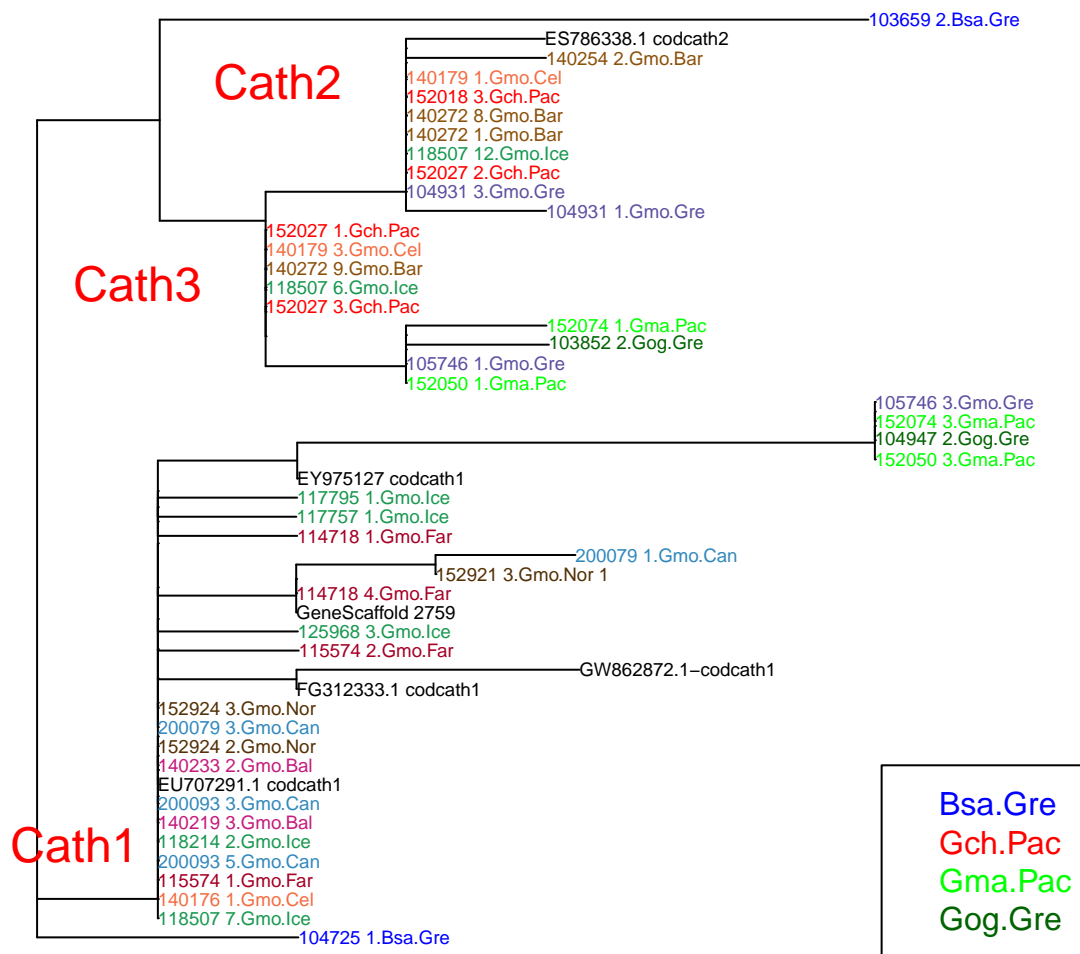 103659 2.Bsa.Gre
ES786338.1 codcath2
140254 2.Gmo.Bar
Cath2
140179 1.Gmo.Cel
152018 3.Gch.Pac
140272 8.Gmo.Bar
140272 1.Gmo.Bar
118507 12.Gmo.Ice
152027 2.Gch.Pac
104931 3.Gmo.Gre
104931 1.Gmo.Gre
152027 1.Gch.Pac
140179 3.Gmo.Cel
140272 9.Gmo.Bar
Cath3
118507 6.Gmo.Ice
152027 3.Gch.Pac
152074 1.Gma.Pac
103852 2.Gog.Gre
105746 1.Gmo.Gre
152050 1.Gma.Pac
105746 3.Gmo.Gre
152074 3.Gma.Pac
104947 2.Gog.Gre
152050 3.Gma.Pac
EY975127 codcath1
117795 1.Gmo.Ice
117757 1.Gmo.Ice
114718 1.Gmo.Far
200079 1.Gmo.Can
152921 3.Gmo.Nor 1
114718 4.Gmo.Far
GeneScaffold 2759
125968 3.Gmo.Ice
115574 2.Gmo.Far
GW862872.1−codcath1
FG312333.1 codcath1
152924 3.Gmo.Nor
200079 3.Gmo.Can
152924 2.Gmo.Nor
140233 2.Gmo.Bal
EU707291.1 codcath1
200093 3.Gmo.Can
140219 3.Gmo.Bal
118214 2.Gmo.Ice
Cath1
200093 5.Gmo.Can
115574 1.Gmo.Far
140176 1.Gmo.Cel
118507 7.Gmo.Ice
104725 1.Bsa.Gre
Bsa.Gre
Gch.Pac
Gma.Pac
Gog.Gre